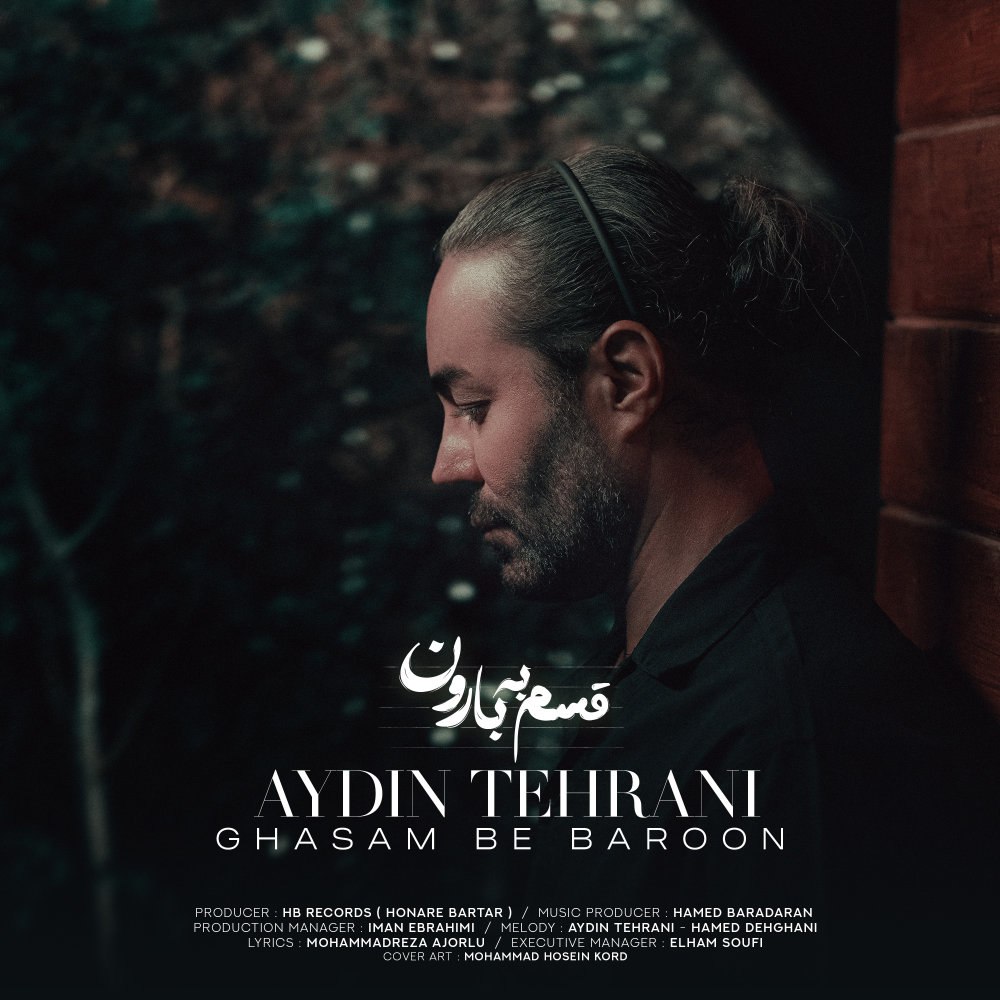 قسم به بارون
AYDIN TEHRANI
GHASAM BE BAROON
PRODUCER : HB RECORDS ( HONARE BARTAR ) / MUSIC PRODUCER : HAMED BARADARAN
PRODUCTION MANAGER : IMAN EBRAHIMI / MELODY : AYDIN TEHRANI - HAMED DEHGHANI
LYRICS : MOHAMMADREZA AJORLU / EXECUTIVE MANAGER : ELHAM SOUFI
COVER ART : MOHAMMAD HOSEIN KORD